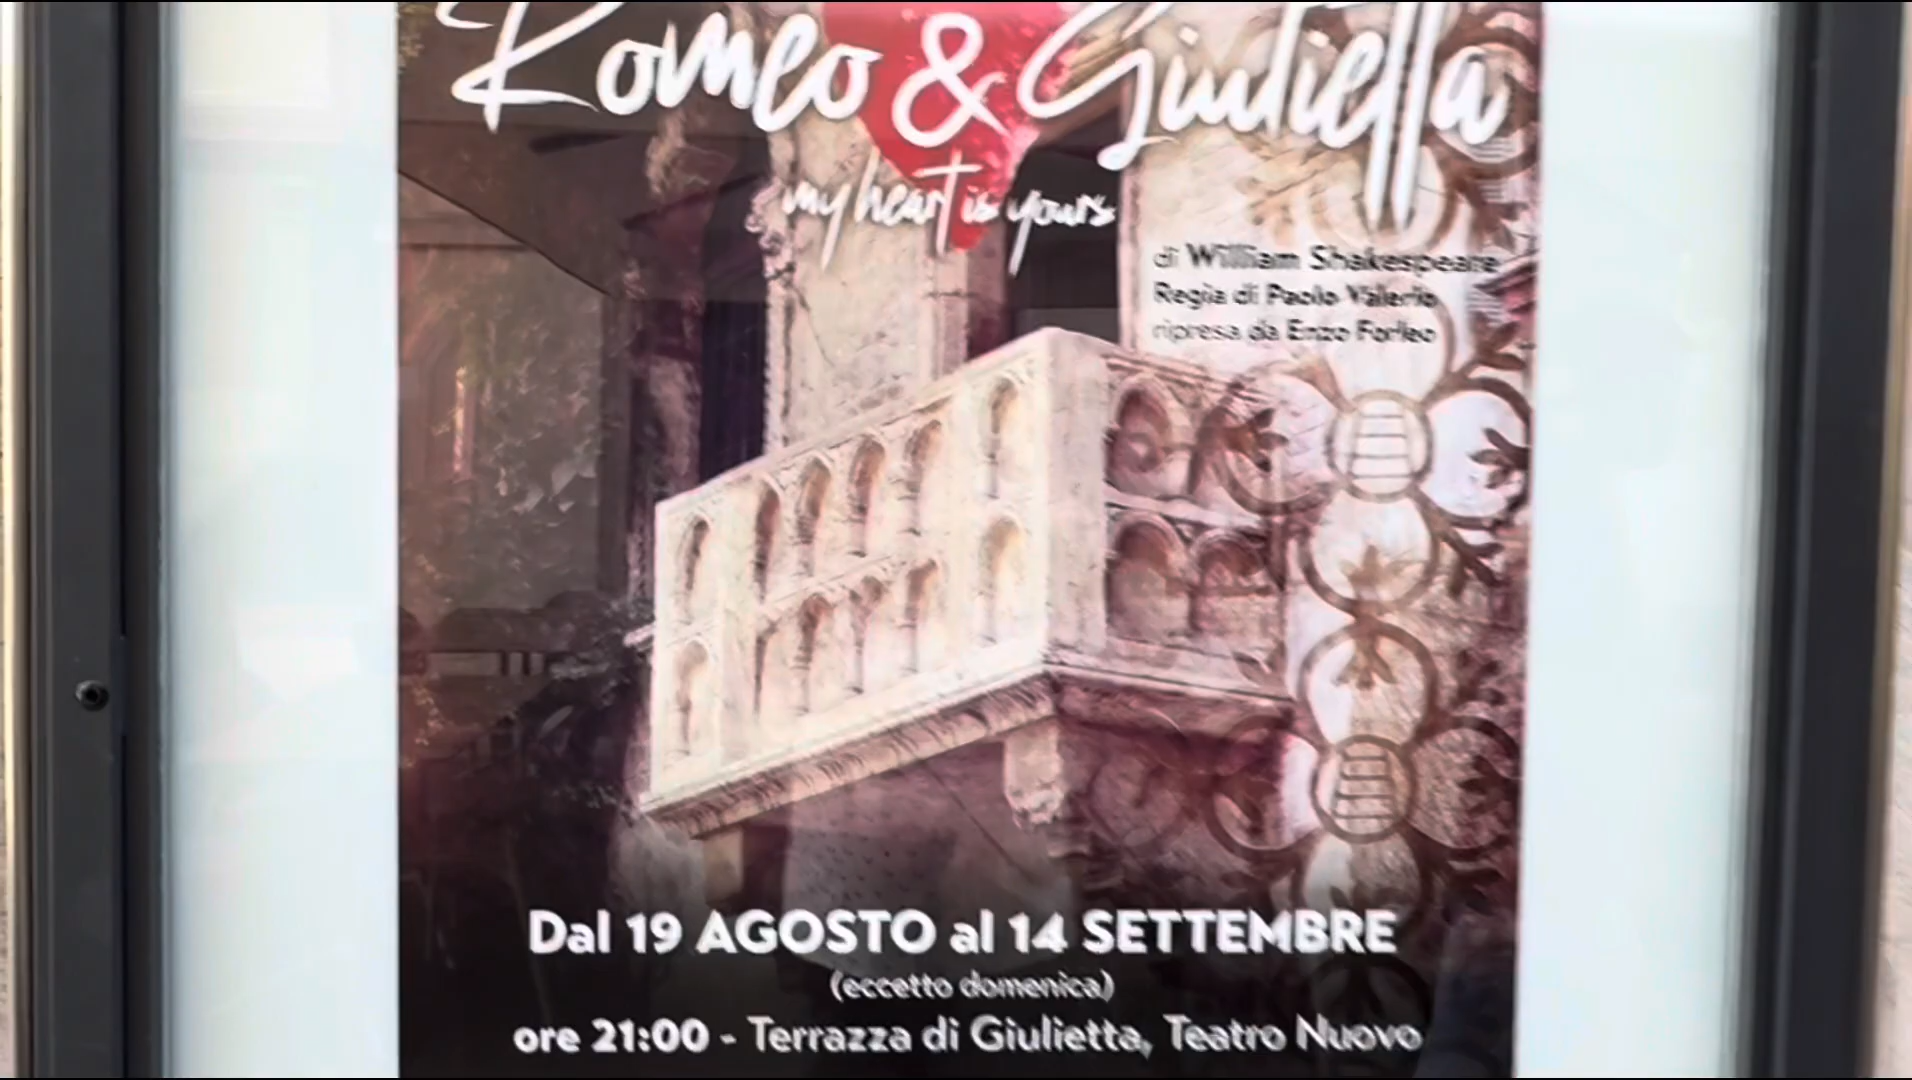 Romeo & Giulietta
my heart is yours
di William Shakespeare
Regia di Paolo Valerio
ripresa da Enzo Forleo
Dal 19 AGOSTO al 14 SETTEMBRE
(eccetto domenica)
ore 21:00 - Terrazza di Giulietta, Teatro Nuovo